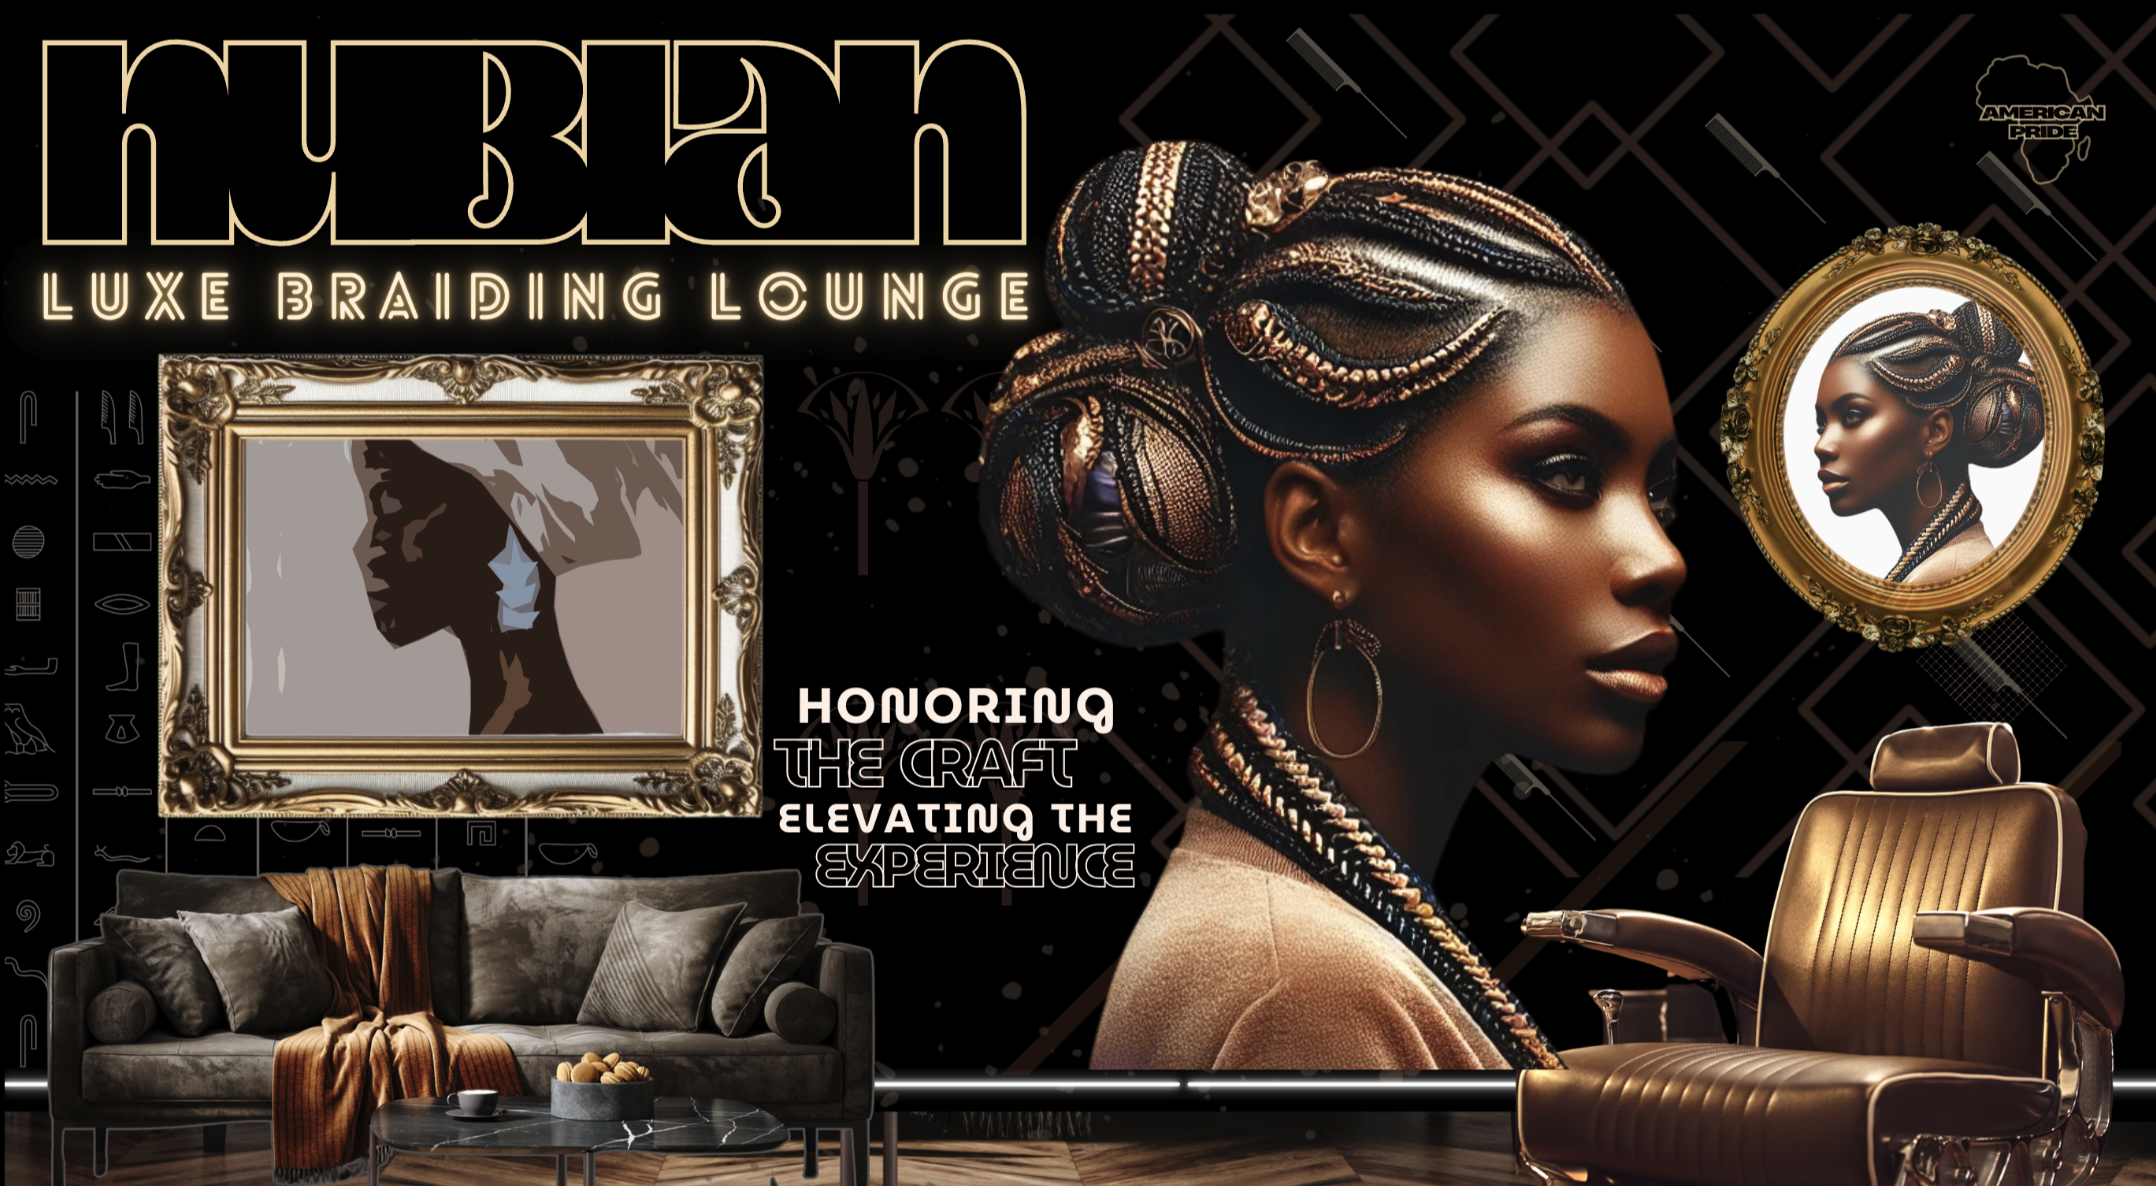 NUBIAN
LUXE BRAIDING LOUNGE
AMERICAN
PRIDE
HONORING
THE CRAFT
ELEVATING THE
EXPERIENCE